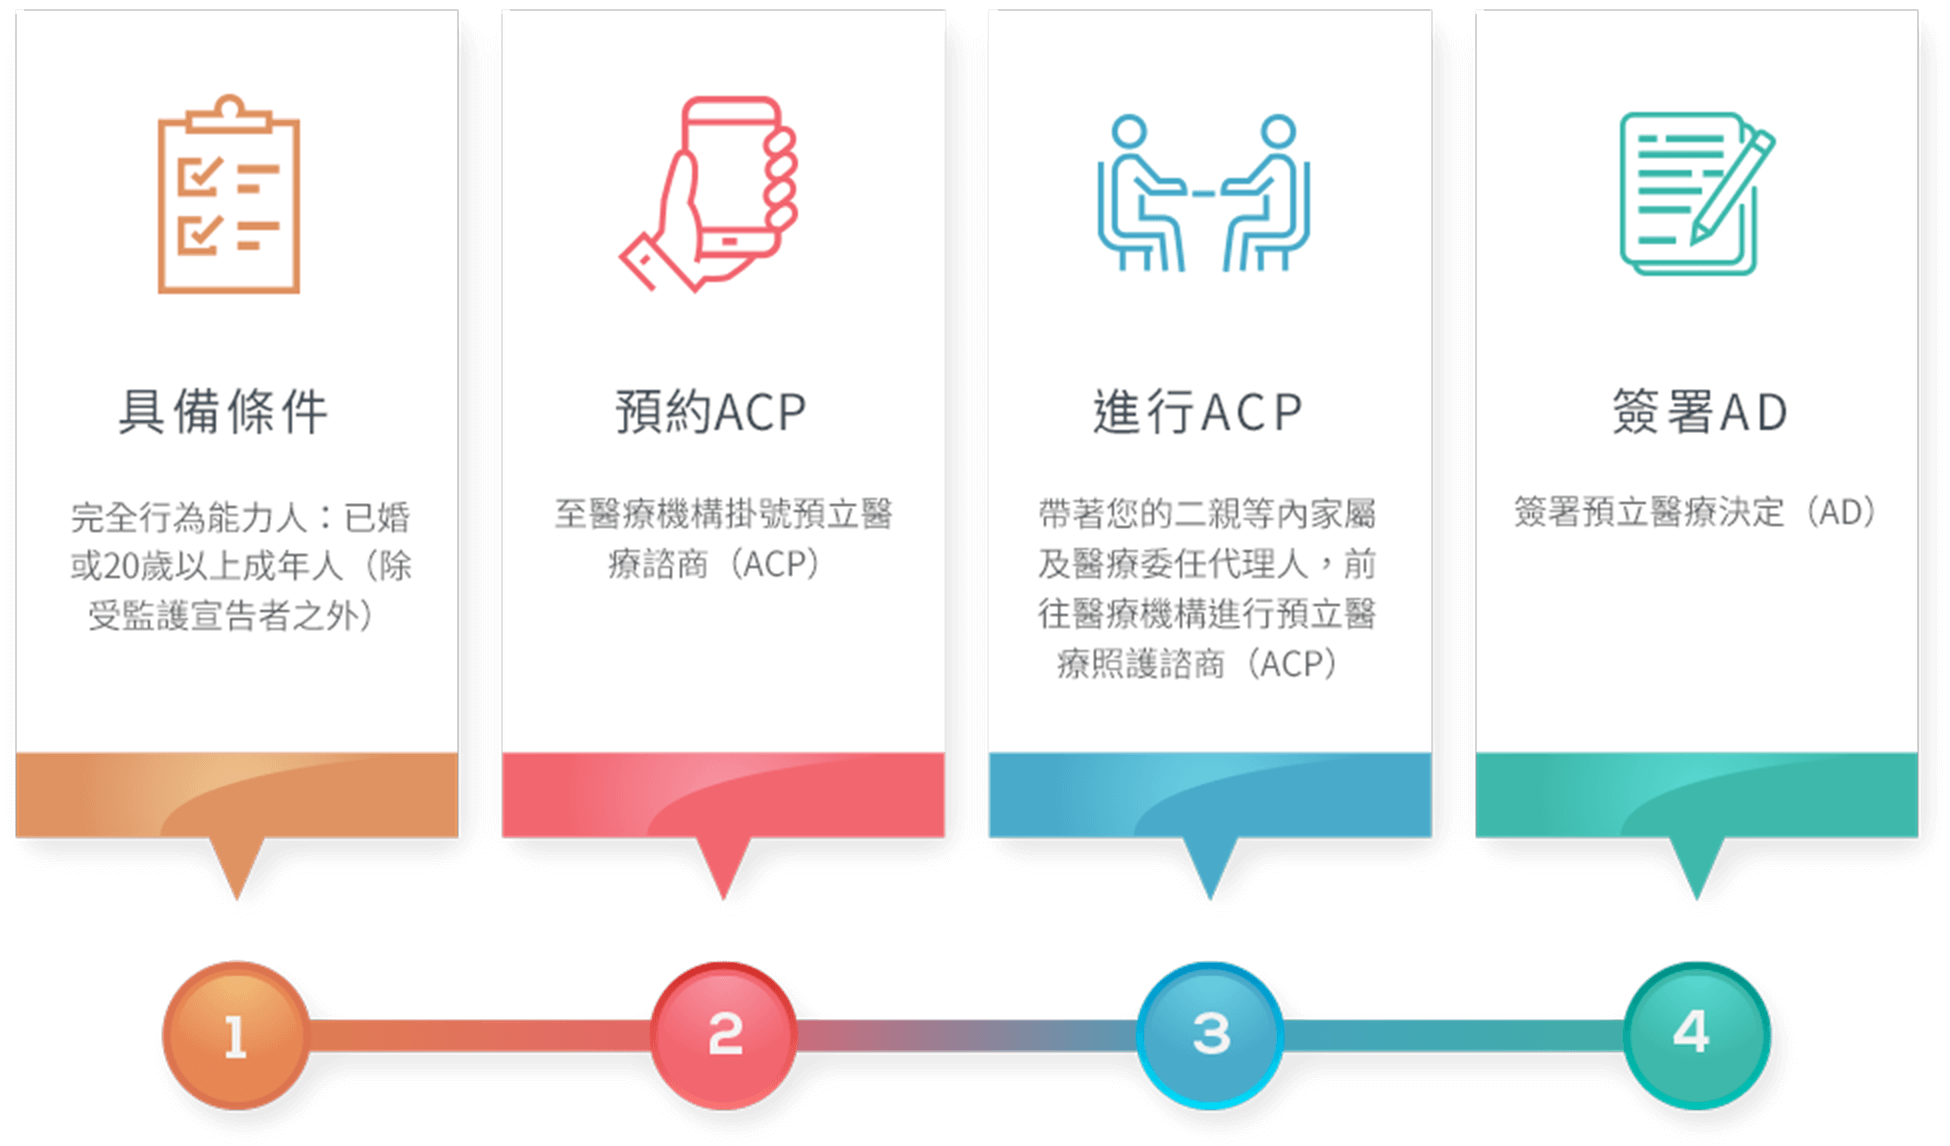 具備條件
完全行為能力人：已婚
或20歲以上成年人（除
受監護宣告者之外）
預約ACP
至醫療機構掛號預立醫
療諮商（ACP）
進行ACP
帶著您的二親等內家屬
及醫療委任代理人，前
往醫療機構進行預立醫
療照護諮商（ACP）
簽署AD
簽署預立醫療決定（AD）
1
2
3
4